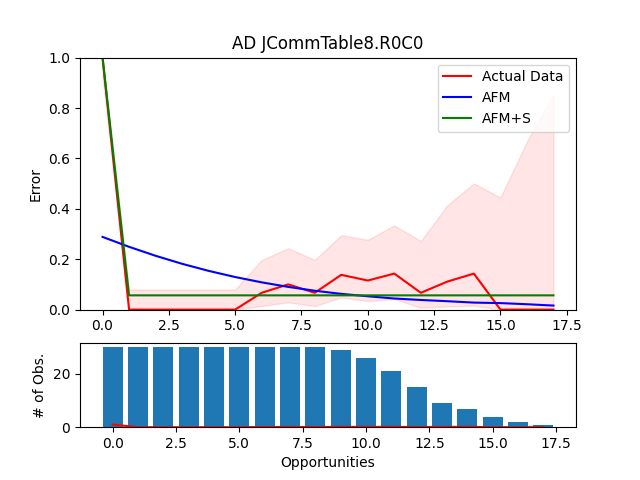 AD JCommTable8.R0C0
Error
1.0
0.8
0.6
0.4
0.2
0.0
Actual Data
AFM
AFM+S
0.0 2.5 5.0 7.5 10.0 12.5 15.0 17.5
# of Obs.
20
0
0.0 2.5 5.0 7.5 10.0 12.5 15.0 17.5
Opportunities